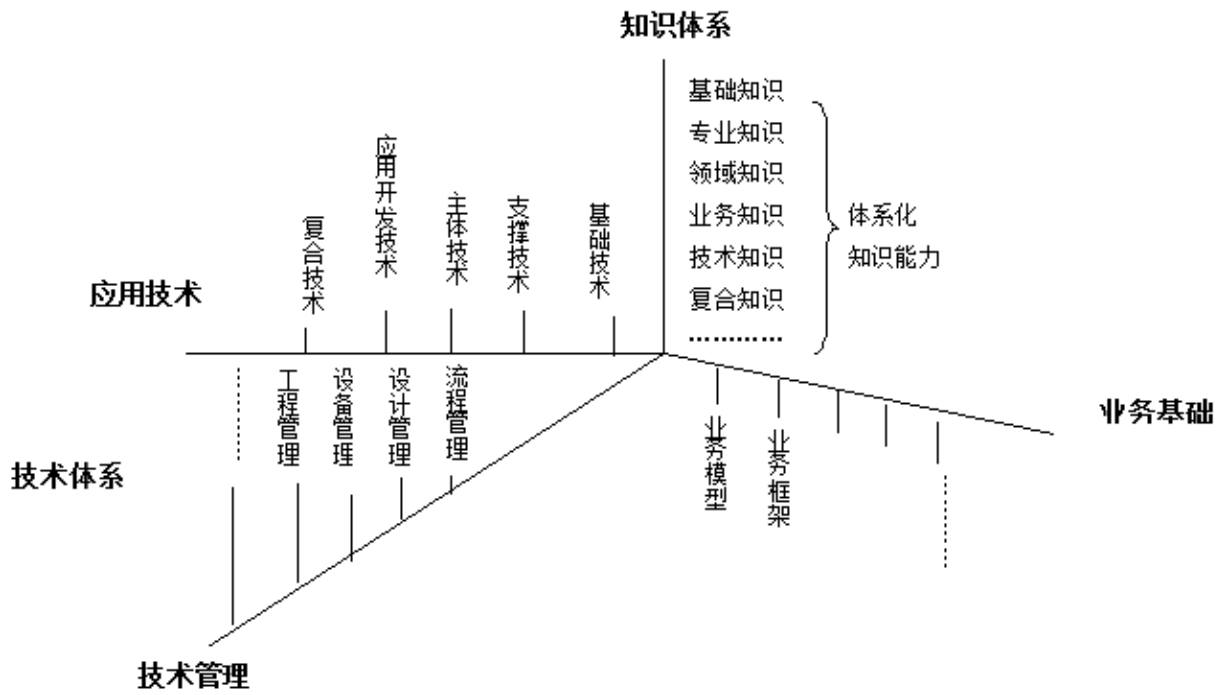 知识体系
基础知识
专业知识
领域知识
业务知识
技术知识
复合知识
…………
体系化
知识能力
应用技术
复合技术
应用开发技术
主体技术
支撑技术
基础技术
技术体系
工程管理
设备管理
设计管理
流程管理
技术管理
业务模型
业务框架
业务基础